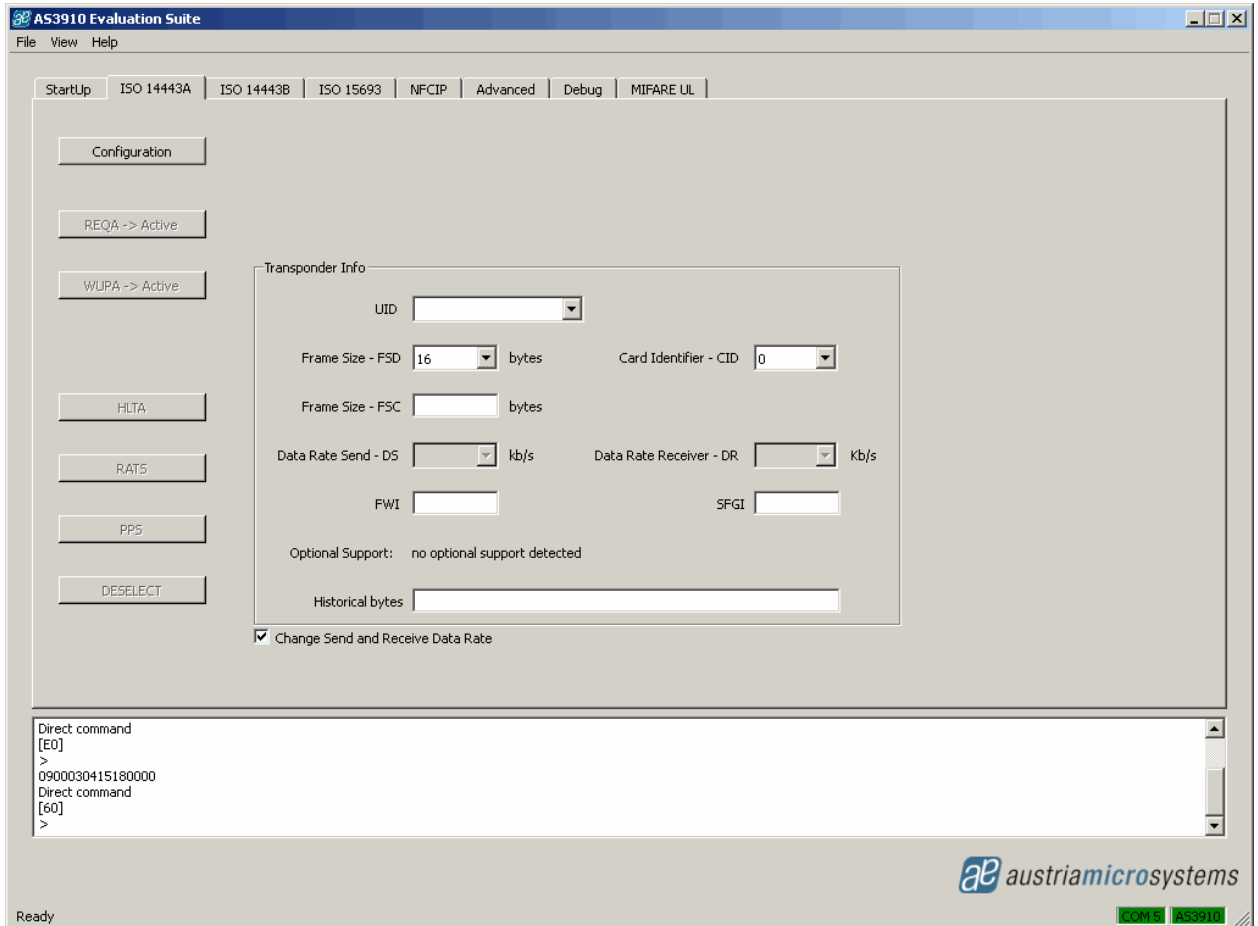 AS3910 Evaluation Suite
File View Help
StartUp ISO 14443A ISO 14443B ISO 15693 NFCIP Advanced Debug MIFARE UL
Configuration
REQA -> Active
WUPA -> Active
HLTA
RATS
PPS
DESELECT
Transponder Info
UID
Frame Size - FSD 16 bytes Card Identifier - CID 0
Frame Size - FSC bytes
Data Rate Send - DS kb/s Data Rate Receiver - DR Kb/s
FWI SFGI
Optional Support: no optional support detected
Historical bytes
Change Send and Receive Data Rate
Direct command
[E0]
>
0900030415180000
Direct command
[60]
>
ae austriamicrosystems
Ready COM 5 AS3910